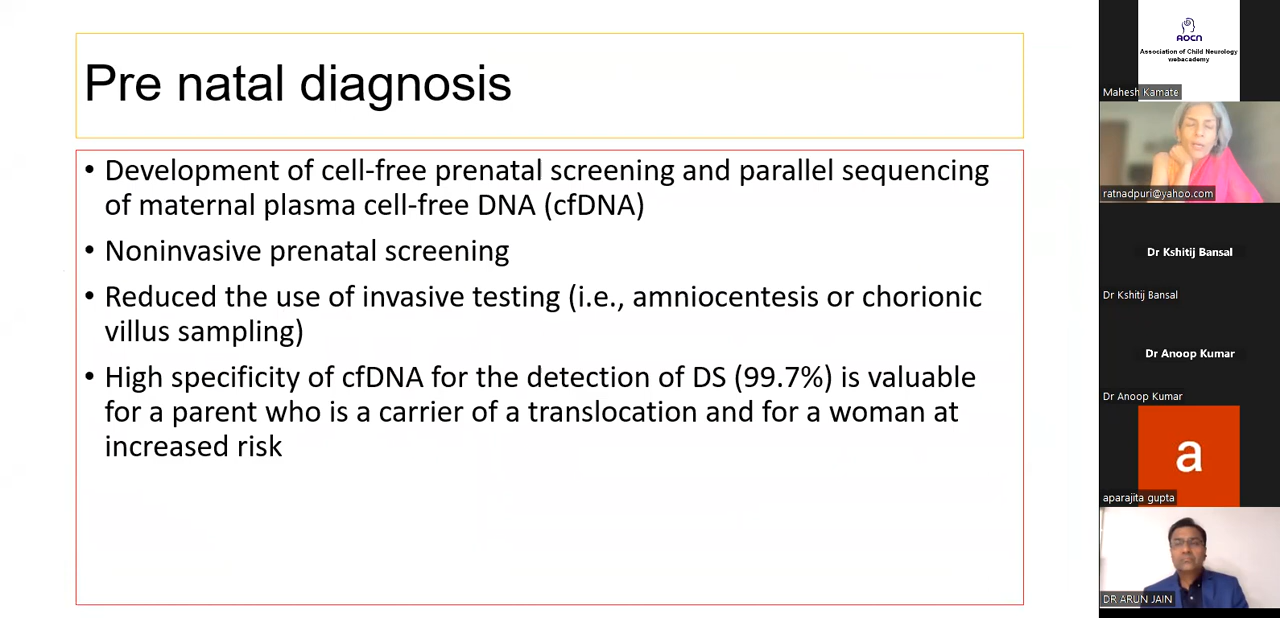 Pre natal diagnosis
• Development of cell-free prenatal screening and parallel sequencing
of maternal plasma cell-free DNA (cfDNA)
• Noninvasive prenatal screening
• Reduced the use of invasive testing (i.e., amniocentesis or chorionic
villus sampling)
• High specificity of cfDNA for the detection of DS (99.7%) is valuable
for a parent who is a carrier of a translocation and for a woman at
increased risk
AOCN
Association of Child Neurology
webacademy
Mahesh Kamate
ratnadpuri@yahoo.com
Dr Kshitij Bansal
Dr Kshitij Bansal
Dr Anoop Kumar
Dr Anoop Kumar
a
aparajita gupta
DR ARUN JAIN